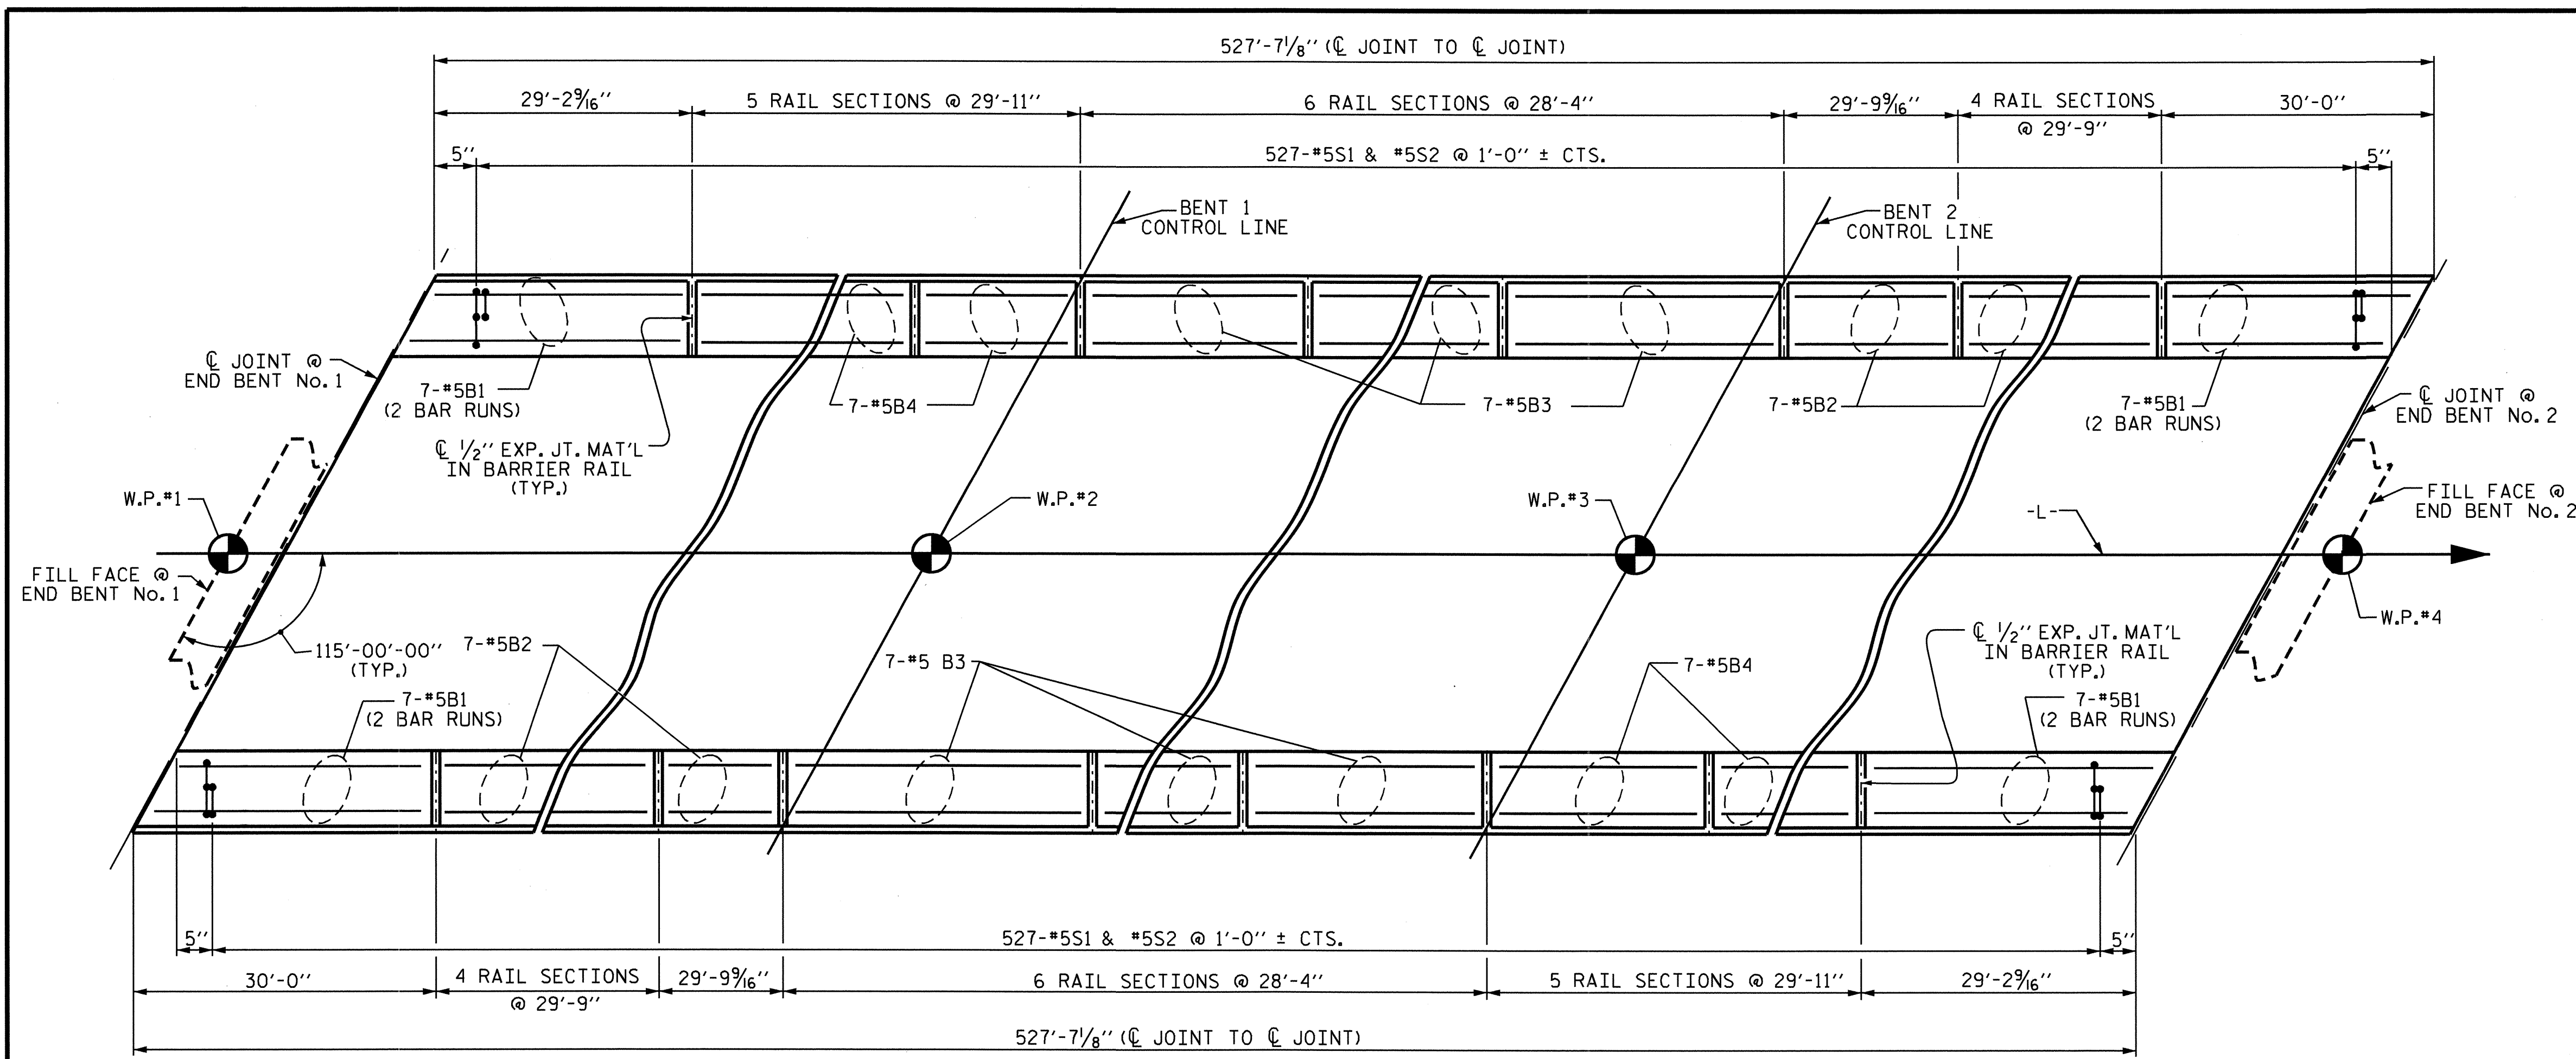 527'-7⅛" (℄ JOINT TO ℄ JOINT)
29'-2⁹⁄₁₆"
5 RAIL SECTIONS @ 29'-11"
6 RAIL SECTIONS @ 28'-4"
29'-9⁹⁄₁₆"
4 RAIL SECTIONS
@ 29'-9"
30'-0"
5"
527-#5S1 & #5S2 @ 1'-0" ± CTS.
5"
BENT 1
CONTROL LINE
BENT 2
CONTROL LINE
℄ JOINT @
END BENT No. 1
7-#5B1
(2 BAR RUNS)
7-#5B4
7-#5B3
7-#5B2
7-#5B1
(2 BAR RUNS)
℄ JOINT @
END BENT No. 2
℄ ½" EXP. JT. MAT'L
IN BARRIER RAIL
(TYP.)
W.P.#1
W.P.#2
W.P.#3
-L-
FILL FACE @
END BENT No. 2
FILL FACE @
END BENT No. 1
W.P.#4
115'-00'-00"
(TYP.)
7-#5B2
7-#5 B3
7-#5B4
℄ ½" EXP. JT. MAT'L
IN BARRIER RAIL
(TYP.)
7-#5B1
(2 BAR RUNS)
7-#5B1
(2 BAR RUNS)
5"
527-#5S1 & #5S2 @ 1'-0" ± CTS.
5"
30'-0"
4 RAIL SECTIONS
@ 29'-9"
29'-9⁹⁄₁₆"
6 RAIL SECTIONS @ 28'-4"
5 RAIL SECTIONS @ 29'-11"
29'-2⁹⁄₁₆"
527'-7⅛" (℄ JOINT TO ℄ JOINT)